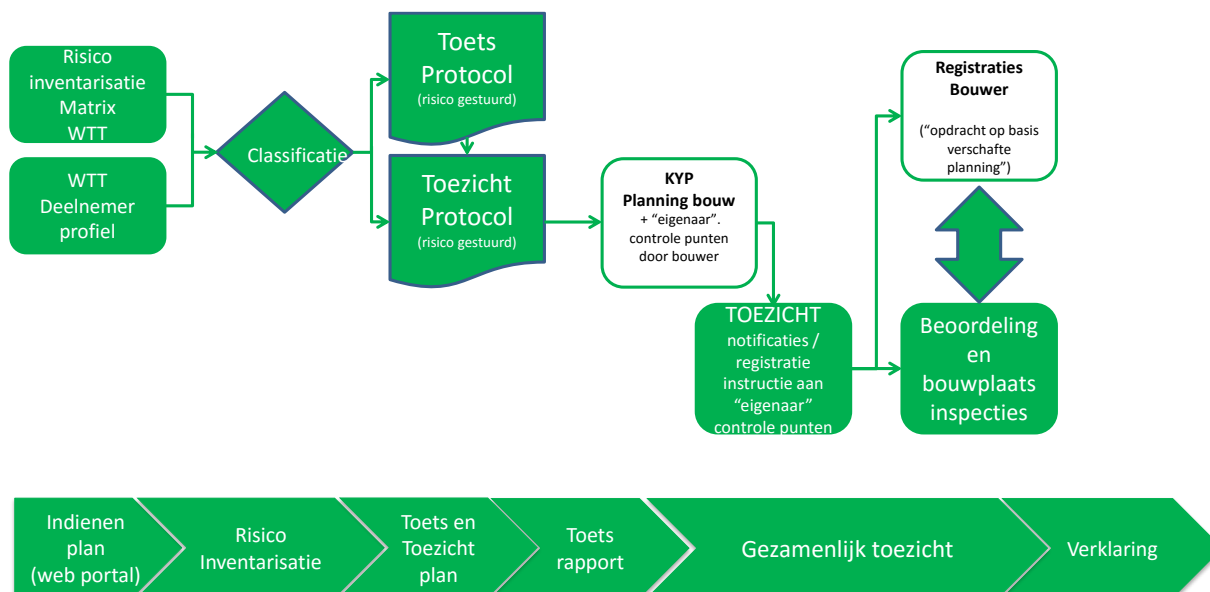 Risico
inventarisatie
Matrix
WTT
WTT
Deelnemer
profiel
Classificatie
Toets
Protocol
(risico gestuurd)
Toezicht
Protocol
(risico gestuurd)
KYP
Planning bouw
+ “eigenaar”.
controle punten
door bouwer
TOEZICHT
notificaties /
registratie
instructie aan
“eigenaar”
controle punten
Registraties
Bouwer
(“opdracht op basis
verschafte
planning”)
Beoordeling
en
bouwplaats
inspecties
Indienen
plan
(web portal)
Risico
Inventarisatie
Toets en
Toezicht
plan
Toets
rapport
Gezamenlijk toezicht
Verklaring